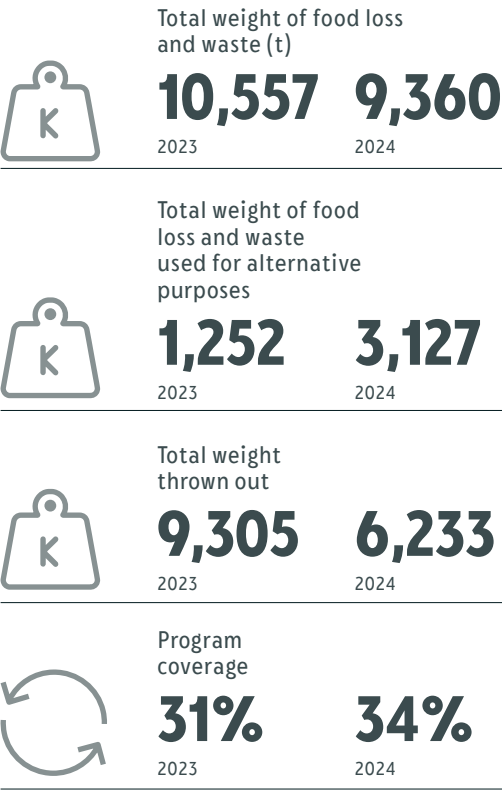 Total weight of food loss
and waste (t)
10,557 9,360
2023 2024
K
Total weight of food
loss and waste
used for alternative
purposes
1,252 3,127
2023 2024
K
Total weight
thrown out
9,305 6,233
2023 2024
K
Program
coverage
31% 34%
2023 2024